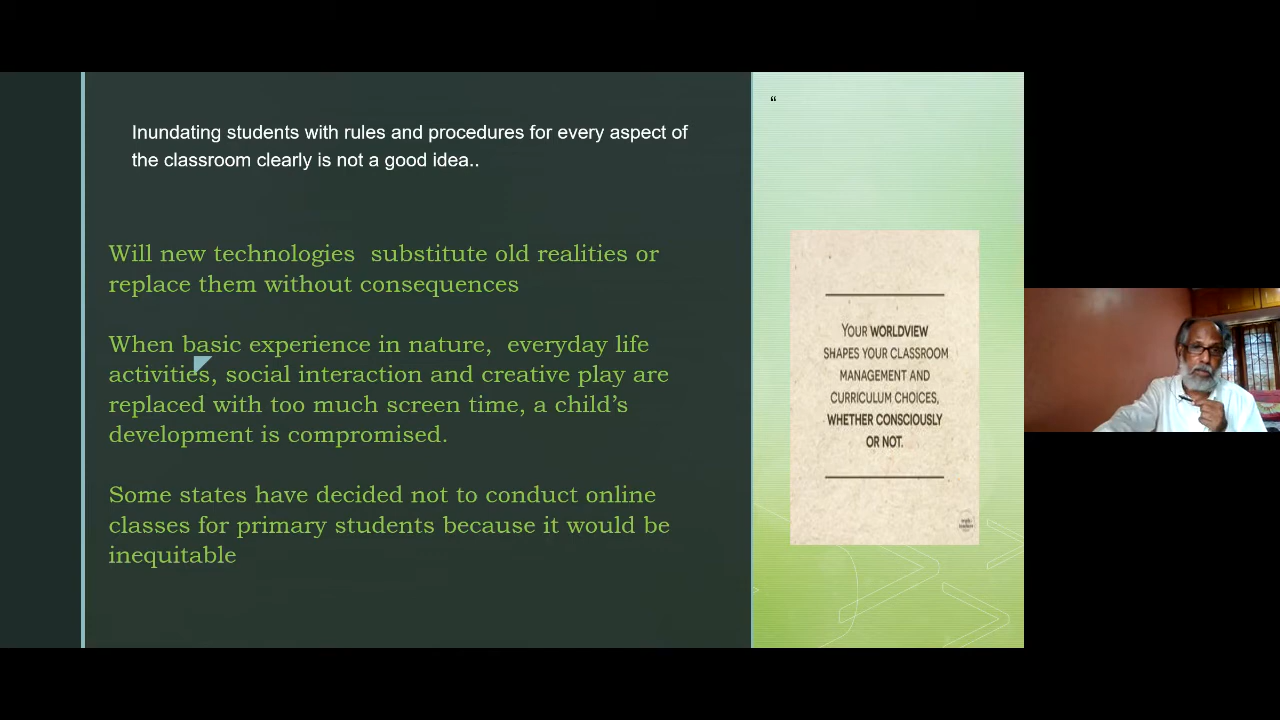 Inundating students with rules and procedures for every aspect of
the classroom clearly is not a good idea..
Will new technologies  substitute old realities or
replace them without consequences
When basic experience in nature,  everyday life
activities, social interaction and creative play are
replaced with too much screen time, a child's
development is compromised.
Some states have decided not to conduct online
classes for primary students because it would be
inequitable
“
YOUR WORLDVIEW
SHAPES YOUR CLASSROOM
MANAGEMENT AND
CURRICULUM CHOICES,
WHETHER CONSCIOUSLY
OR NOT.